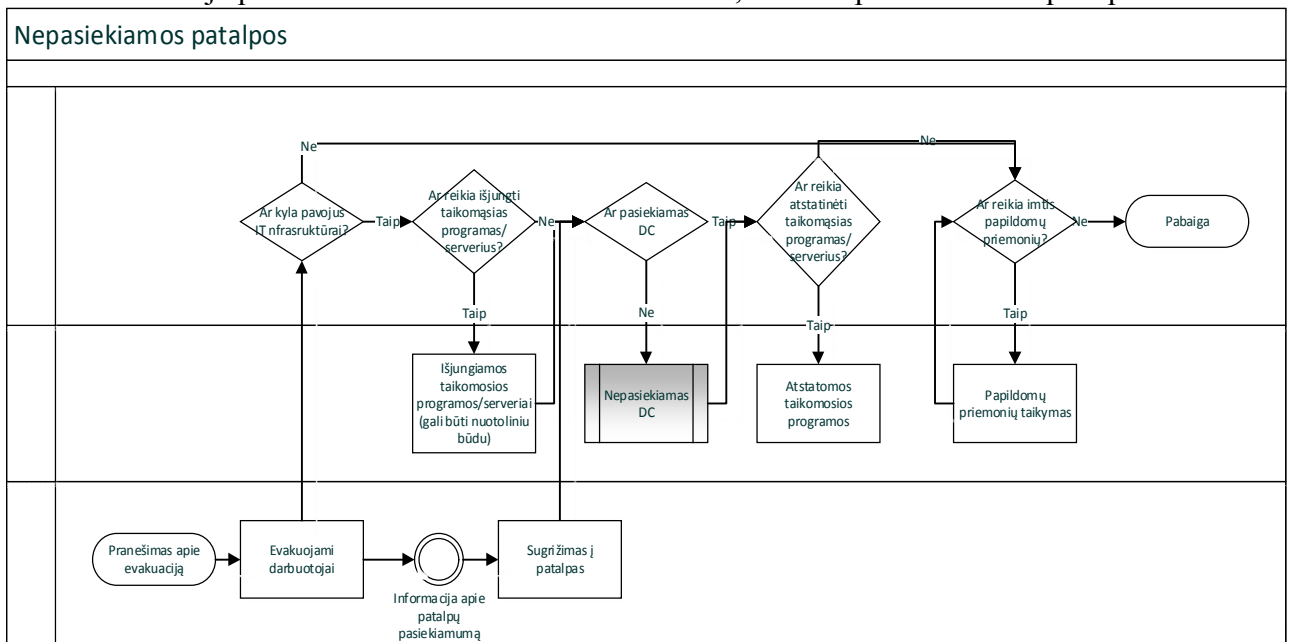 Nepasiekiamos patalpos
Ne
Ne
Ar kyla pavojus
IT nfrasruktūrai?
Taip
Ar reikia išjungti
taikomąsias
programas/
serverius?
Ne
Ar pasiekiamas
DC
Taip
Ar reikia
atstatinėti
taikomąsias
programas/
serverius?
Ar reikia imtis
papildomų
priemonių?
Ne
Pabaiga
Taip
Ne
Taip
Taip
Išjungiamos
taikomosios
programos/serveriai
(gali būti nuotoliniu
būdu)
Nepasiekiamas
DC
Atstatomos
taikomosios
programos
Papildomų
priemonių taikymas
Pranešimas apie
evakuaciją
Evakuojami
darbuotojai
Sugrįžimas į
patalpas
Informacija apie
patalpų
pasiekiamumą